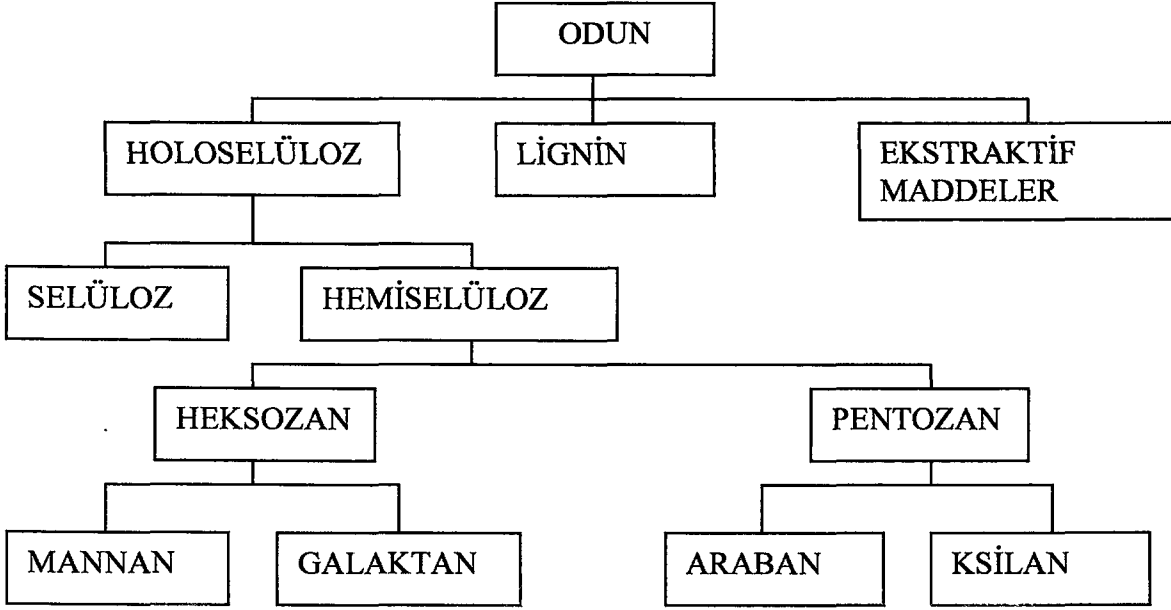 ODUN
HOLOSELÜLOZ
LİGNİN
EKSTRAKTİF
MADDELER
SELÜLOZ
HEMİSELÜLOZ
HEKSOZAN
PENTOZAN
MANNAN
GALAKTAN
ARABAN
KSİLAN